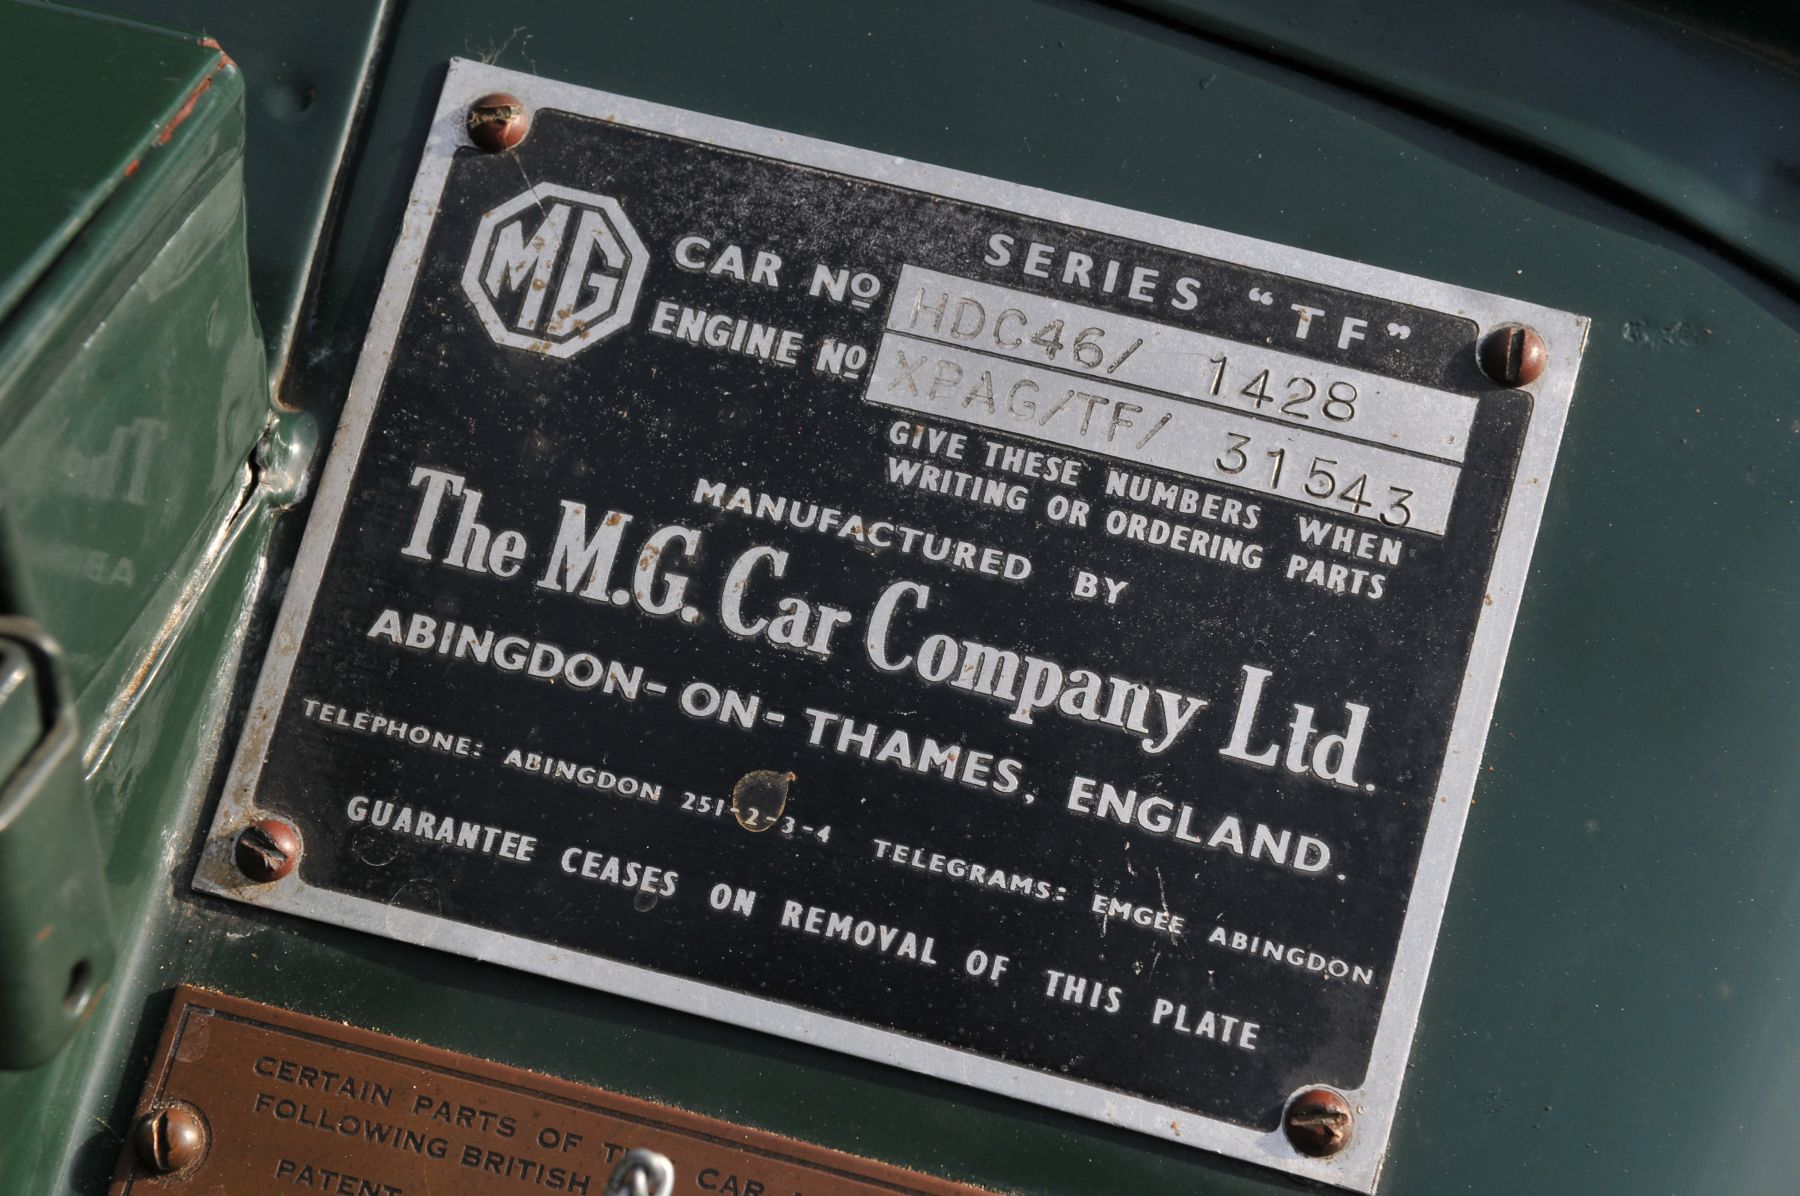 SERIES “TF”
MG
CAR NO HDC46/ 1428
ENGINE NO XPAG/TF/ 31543
GIVE THESE NUMBERS WHEN
WRITING OR ORDERING PARTS
MANUFACTURED BY
The M.G. Car Company Ltd.
ABINGDON-ON-THAMES, ENGLAND.
TELEPHONE: ABINGDON 251-2-3-4 TELEGRAMS: EMGEE ABINGDON
GUARANTEE CEASES ON REMOVAL OF THIS PLATE
CERTAIN PARTS OF CAR
FOLLOWING BRITISH
PATENT